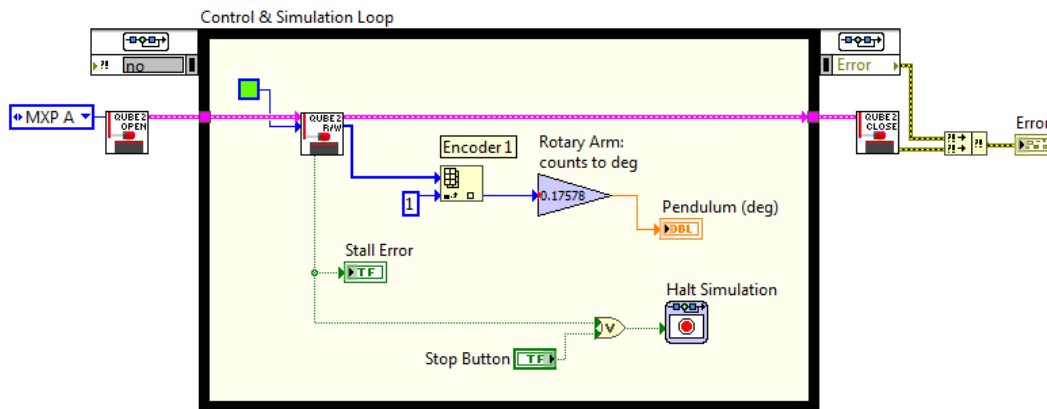 Control & Simulation Loop
?! no
Error
MXP A
QUBE2
OPEN
QUBE2
R/W
QUBE2
CLOSE
Encoder 1
Rotary Arm:
counts to deg
1
0.17578
Pendulum (deg)
DBL
?!
?!
?!
Error
Stall Error
TF
Halt Simulation
V
Stop Button
TF